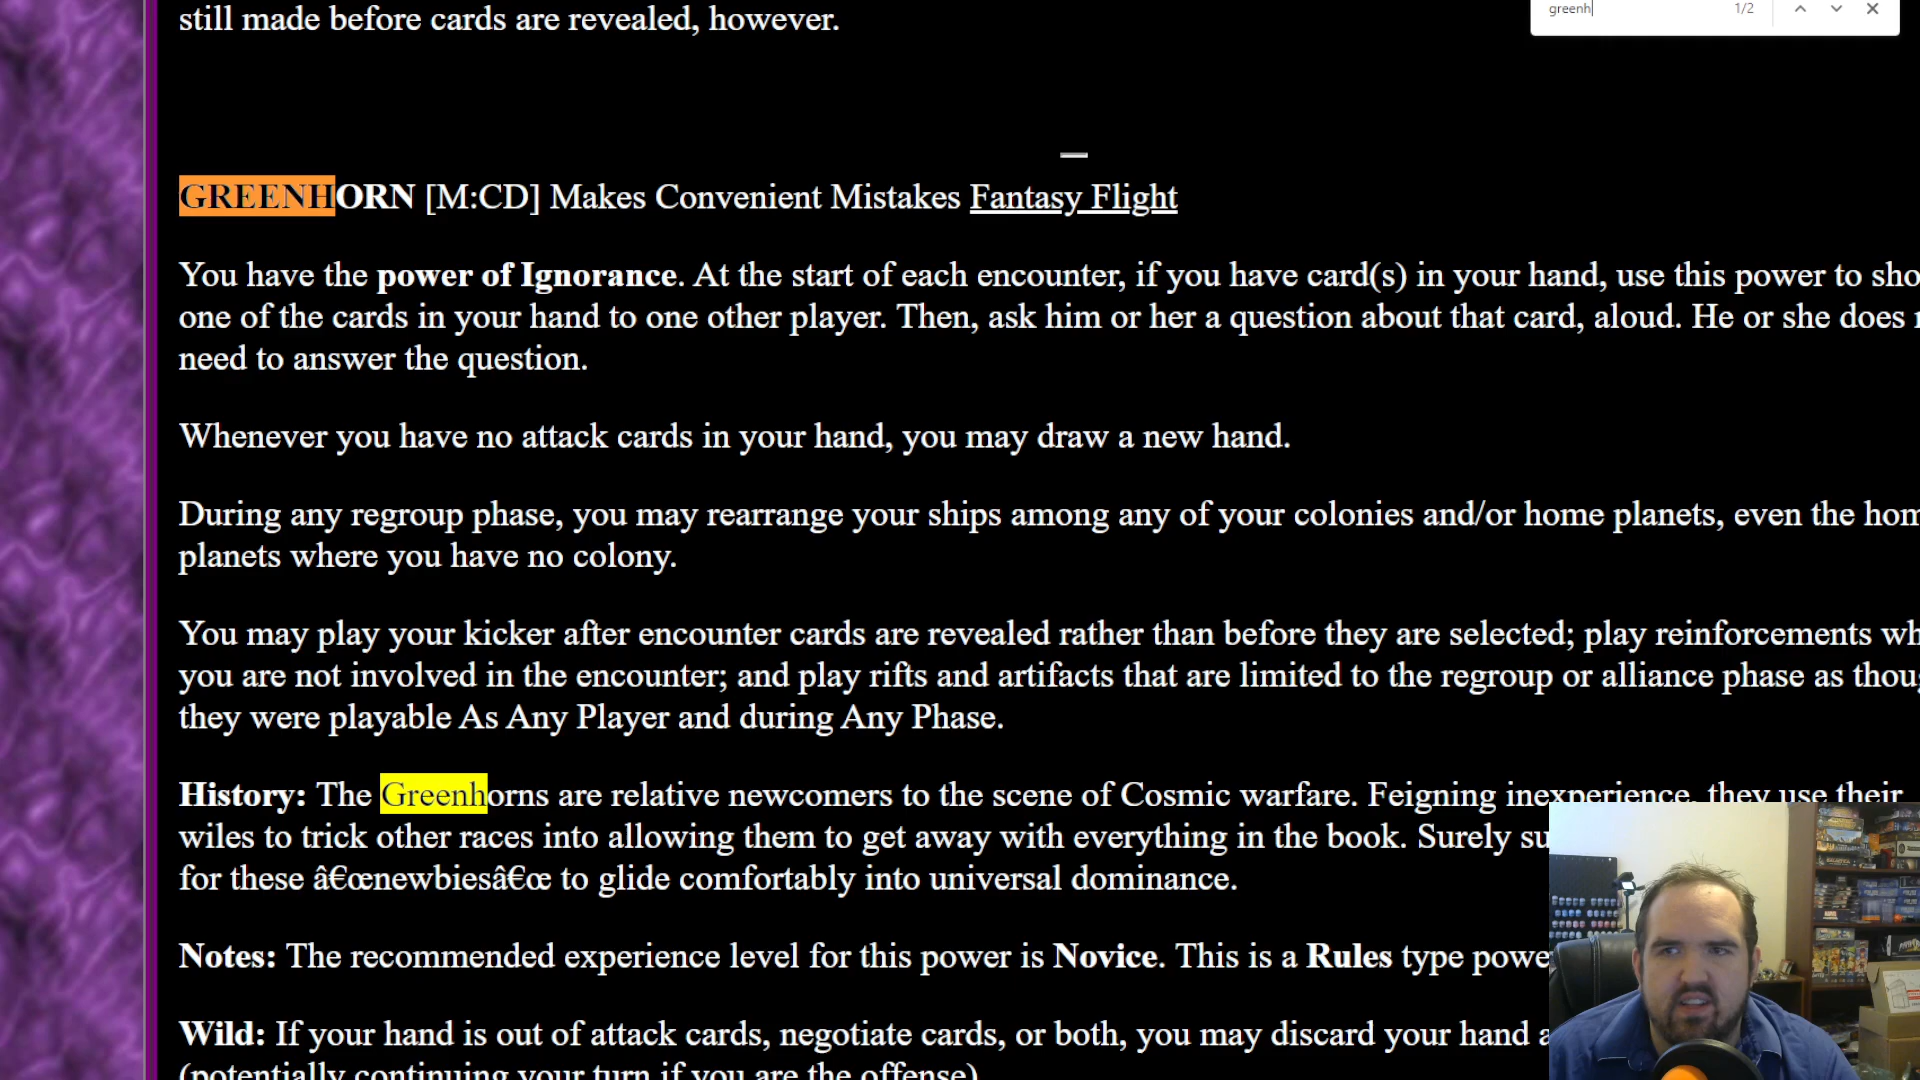 still made before cards are revealed, however.
greenh 1/2
GREENHORN [M:CD] Makes Convenient Mistakes Fantasy Flight
You have the power of Ignorance. At the start of each encounter, if you have card(s) in your hand, use this power to sho
one of the cards in your hand to one other player. Then, ask him or her a question about that card, aloud. He or she does
need to answer the question.
Whenever you have no attack cards in your hand, you may draw a new hand.
During any regroup phase, you may rearrange your ships among any of your colonies and/or home planets, even the hom
planets where you have no colony.
You may play your kicker after encounter cards are revealed rather than before they are selected; play reinforcements wh
you are not involved in the encounter; and play rifts and artifacts that are limited to the regroup or alliance phase as thou
they were playable As Any Player and during Any Phase.
History: The Greenhorns are relative newcomers to the scene of Cosmic warfare. Feigning inexperience, they use their
wiles to trick other races into allowing them to get away with everything in the book. Surely su
for these â€œnewbiesâ€œ to glide comfortably into universal dominance.
Notes: The recommended experience level for this power is Novice. This is a Rules type powe
Wild: If your hand is out of attack cards, negotiate cards, or both, you may discard your hand a
(potentially continuing your turn if you are the offense).